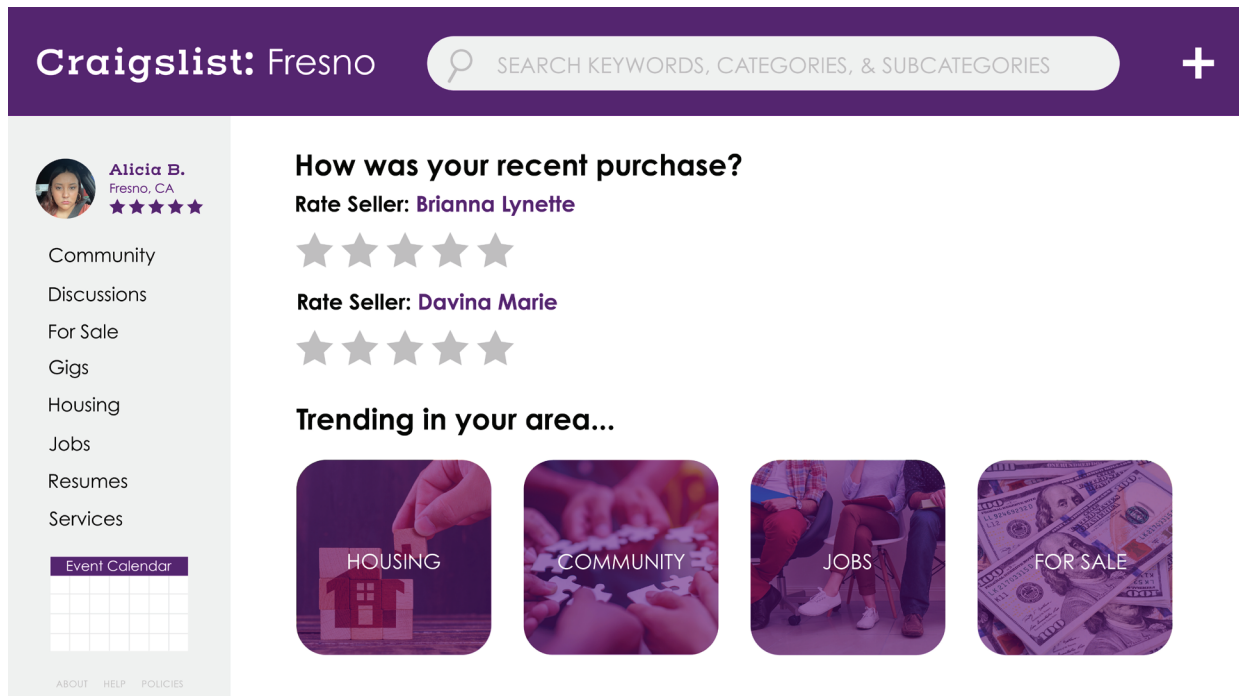 Craigslist: Fresno
SEARCH KEYWORDS, CATEGORIES, & SUBCATEGORIES
+
Alicia B.
Fresno, CA
Community
Discussions
For Sale
Gigs
Housing
Jobs
Resumes
Services
Event Calendar
ABOUT HELP POLICIES
How was your recent purchase?
Rate Seller: Brianna Lynette
Rate Seller: Davina Marie
Trending in your area...
HOUSING
COMMUNITY
JOBS
FOR SALE